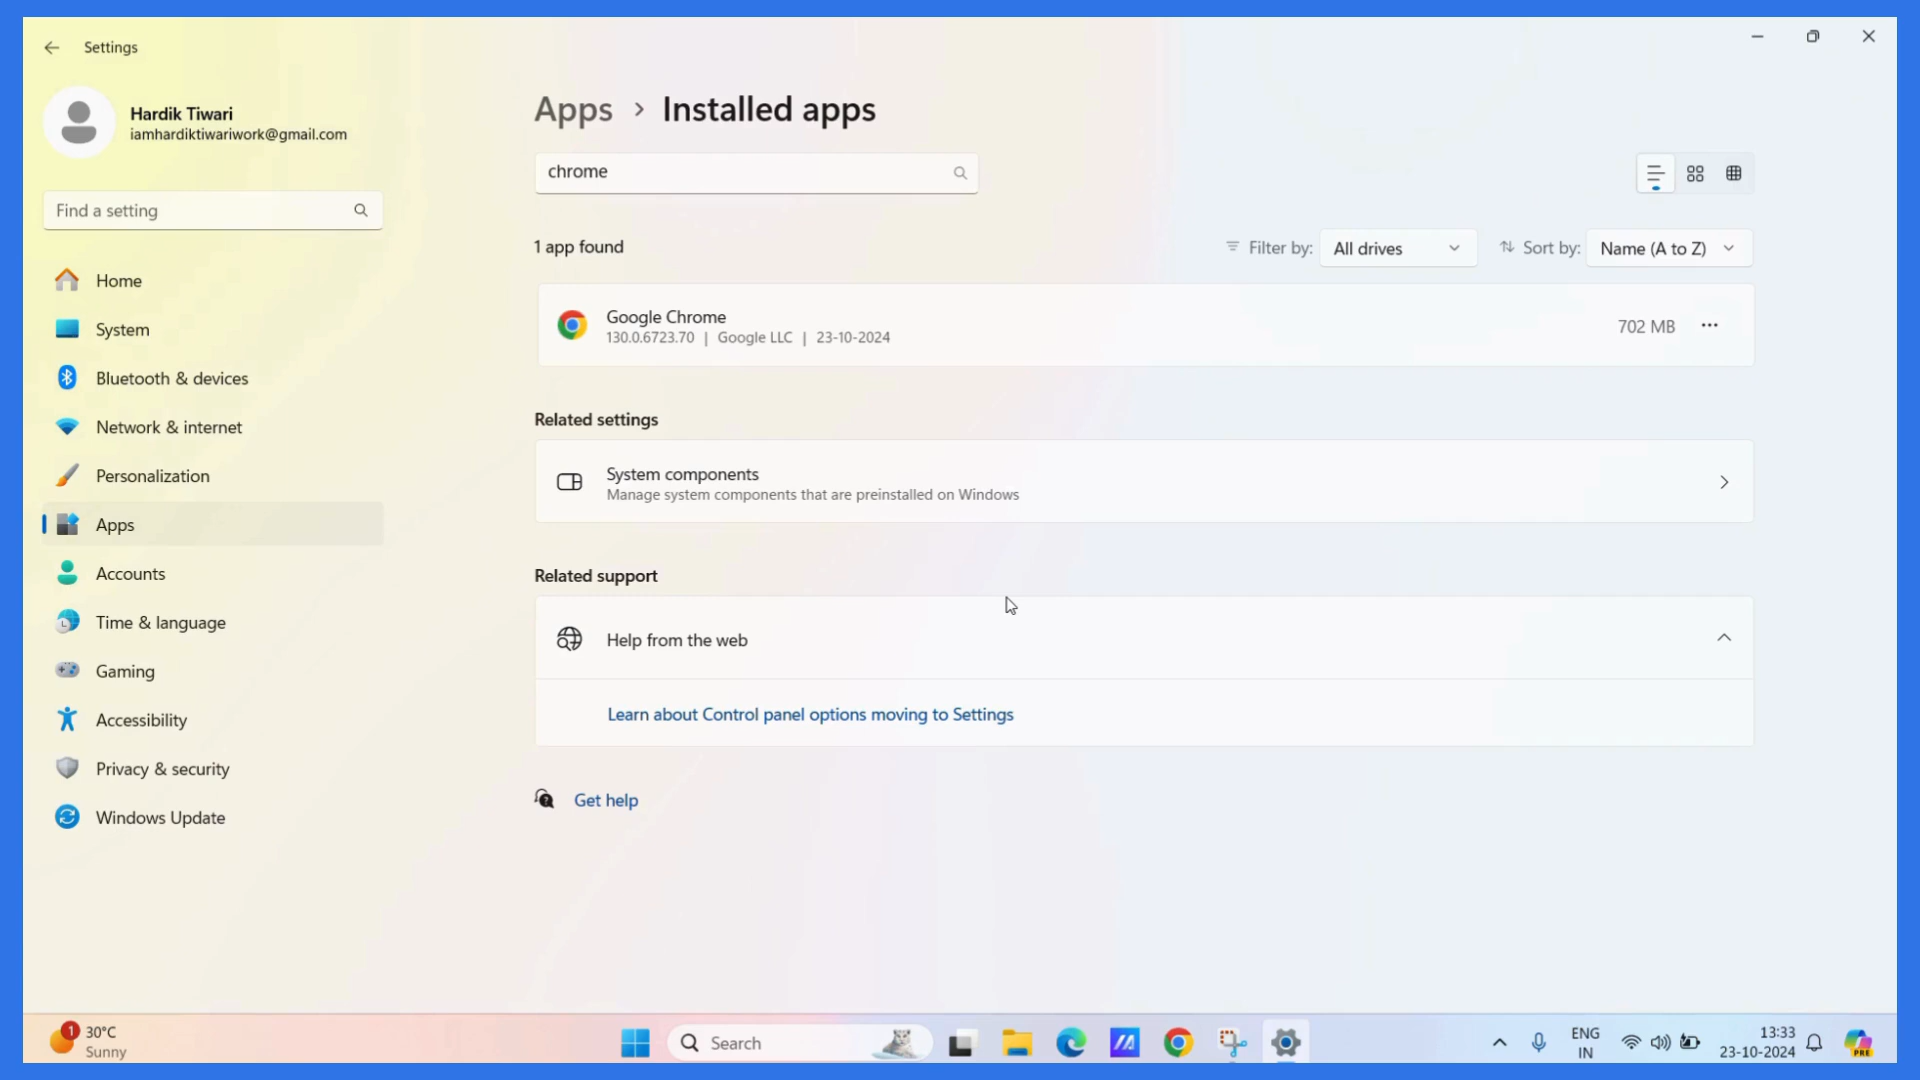 Settings
Hardik Tiwari
iamhardiktiwariwork@gmail.com
Find a setting
Home
System
Bluetooth & devices
Network & internet
Personalization
Apps
Accounts
Time & language
Gaming
Accessibility
Privacy & security
Windows Update
Apps > Installed apps
chrome
1 app found
Filter by: All drives
Sort by: Name (A to Z)
Google Chrome
130.0.6723.70 | Google LLC | 23-10-2024
702 MB
Related settings
System components
Manage system components that are preinstalled on Windows
Related support
Help from the web
Learn about Control panel options moving to Settings
Get help
1
30°C
Sunny
Search
ENG
IN
13:33
23-10-2024
PRE